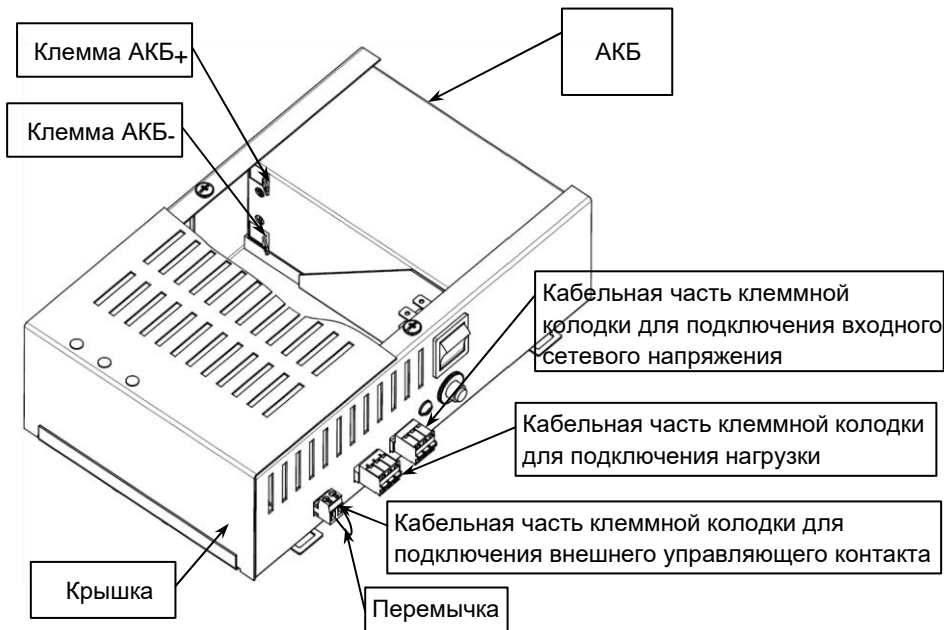 Клемма АКБ+
АКБ
Клемма АКБ-
Кабельная часть клеммной
колодки для подключения входного
сетевого напряжения
Кабельная часть клеммной колодки
для подключения нагрузки
Кабельная часть клеммной колодки для
подключения внешнего управляющего контакта
Крышка
Перемычка